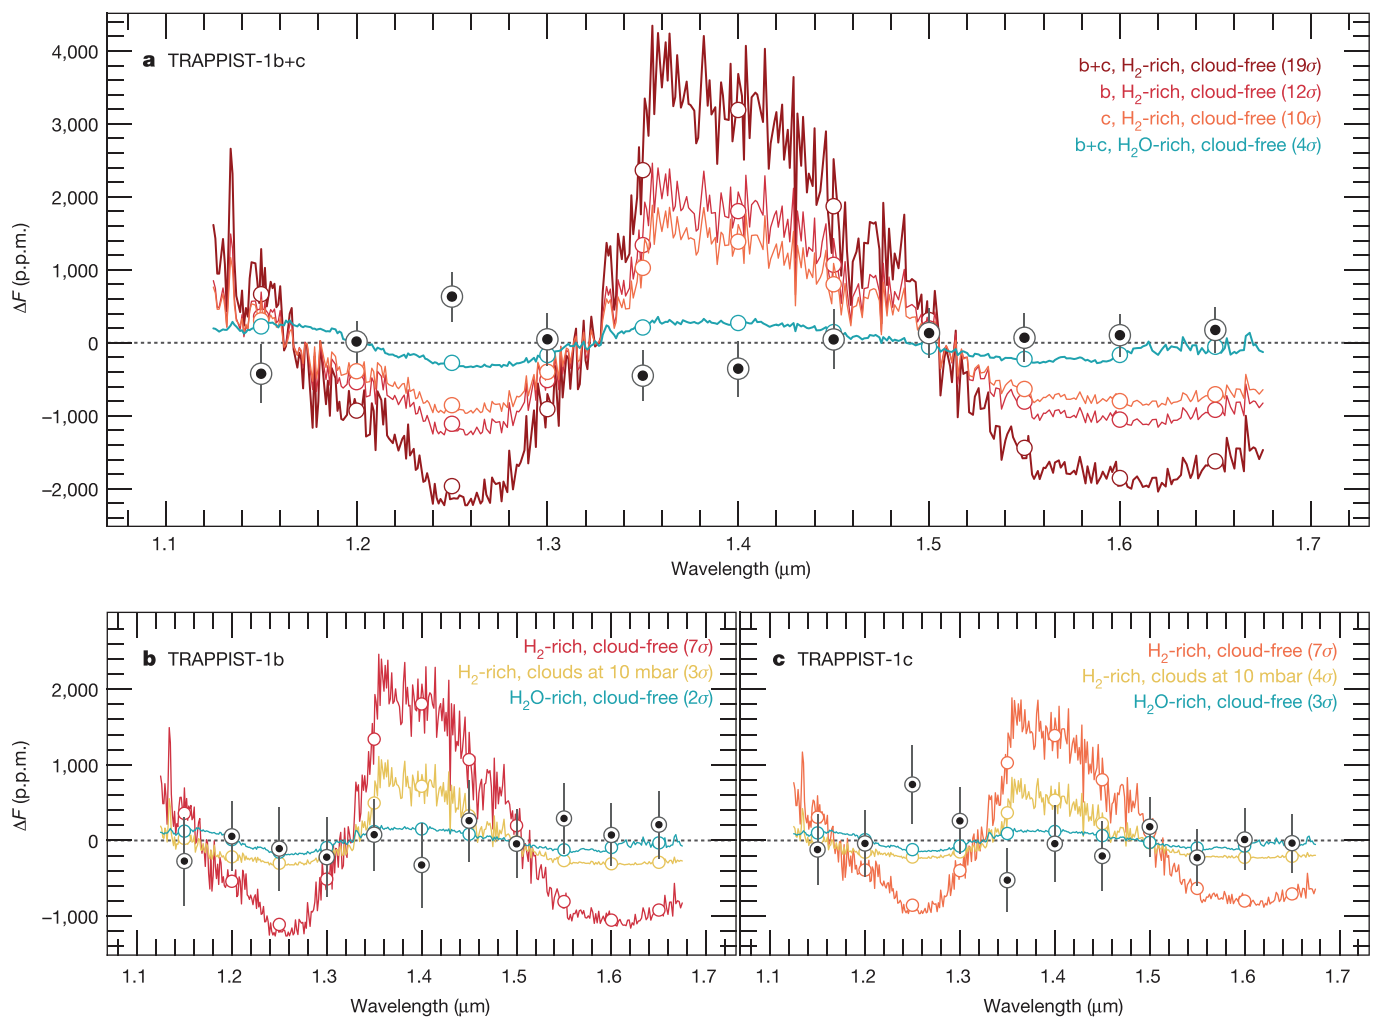 a TRAPPIST-1b+c
b+c, H2-rich, cloud-free (19σ)
b, H2-rich, cloud-free (12σ)
c, H2-rich, cloud-free (10σ)
b+c, H2O-rich, cloud-free (4σ)
4,000
3,000
2,000
1,000
0
−1,000
−2,000
ΔF (p.p.m.)
1.1 1.2 1.3 1.4 1.5 1.6 1.7
Wavelength (μm)
b TRAPPIST-1b
H2-rich, cloud-free (7σ)
H2-rich, clouds at 10 mbar (3σ)
H2O-rich, cloud-free (2σ)
2,000
1,000
0
−1,000
ΔF (p.p.m.)
1.1 1.2 1.3 1.4 1.5 1.6 1.7
Wavelength (μm)
c TRAPPIST-1c
H2-rich, cloud-free (7σ)
H2-rich, clouds at 10 mbar (4σ)
H2O-rich, cloud-free (3σ)
1.1 1.2 1.3 1.4 1.5 1.6 1.7
Wavelength (μm)